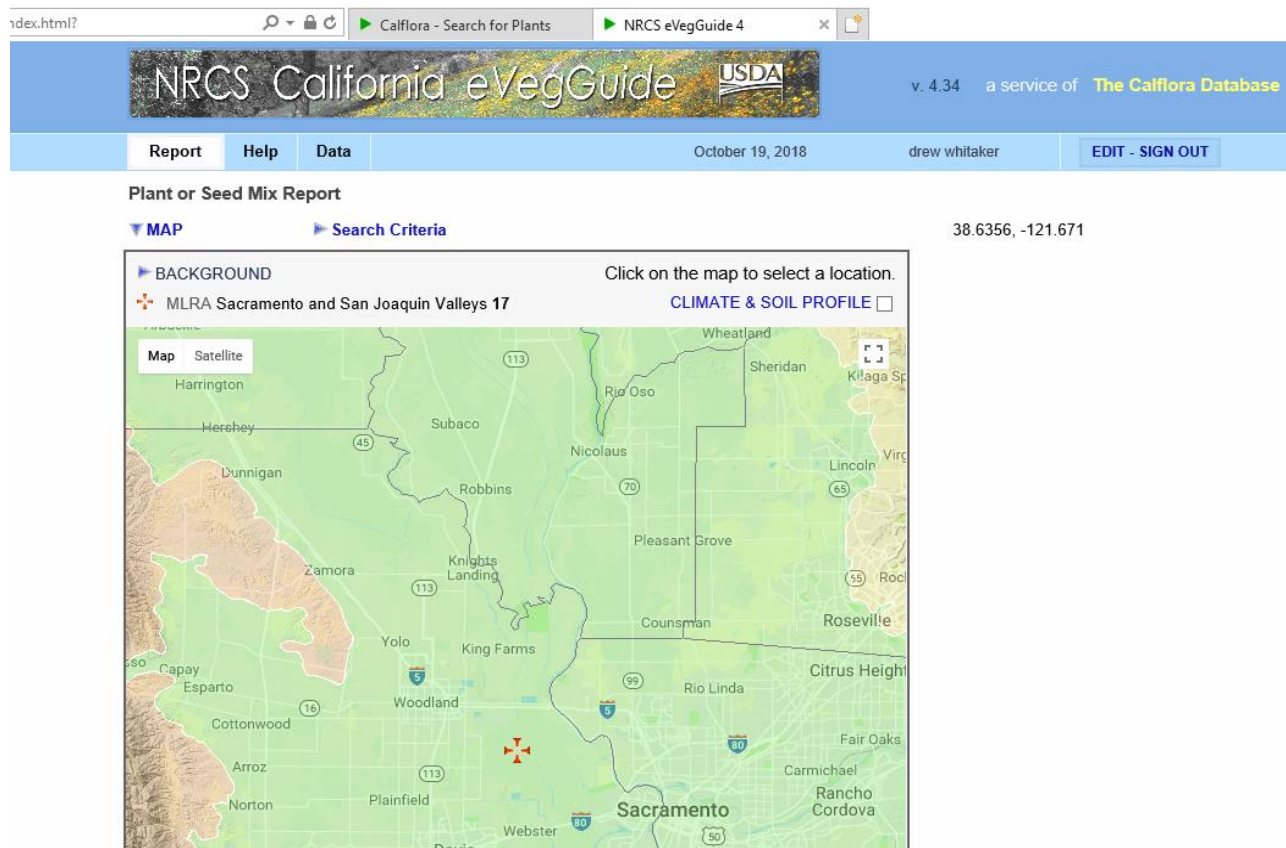 ndex.html?
Calflora - Search for Plants
NRCS eVegGuide 4
NRCS California eVegGuide USDA
v. 4.34 a service of The Calflora Database
Report Help Data October 19, 2018 drew whitaker EDIT - SIGN OUT
Plant or Seed Mix Report
MAP Search Criteria 38.6356, -121.671
BACKGROUND Click on the map to select a location.
MLRA Sacramento and San Joaquin Valleys 17 CLIMATE & SOIL PROFILE
Wheatland
Map Satellite 113
Sheridan
Harrington Kilaga Sp
Rio Oso
Hershey Subaco
45 Nicolaus
Virg
Dunnigan Lincoln
Robbins 70 65
Pleasant Grove
Knights
Landing
Zamora 113 65 Rock
Counsman Roseville
Yolo King Farms
Capay 5 Citrus Height
Esparto 99 Rio Linda
Woodland
16 5
Cottonwood
80 Fair Oaks
Arroz 113 Carmichael
Rancho
Cordova
Norton Plainfield Sacramento
Webster 80 50